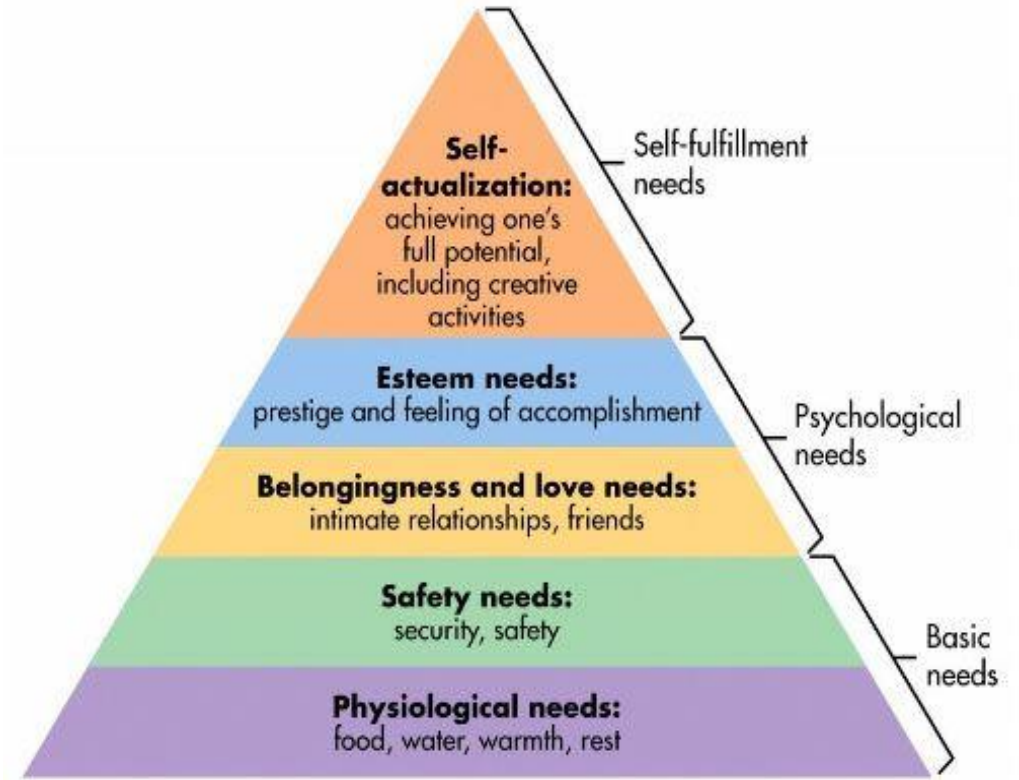 Self-
actualization:
achieving one's
full potential,
including creative
activities
Self-fulfillment
needs
Esteem needs:
prestige and feeling of accomplishment
Belongingness and love needs:
intimate relationships, friends
Psychological
needs
Safety needs:
security, safety
Physiological needs:
food, water, warmth, rest
Basic
needs